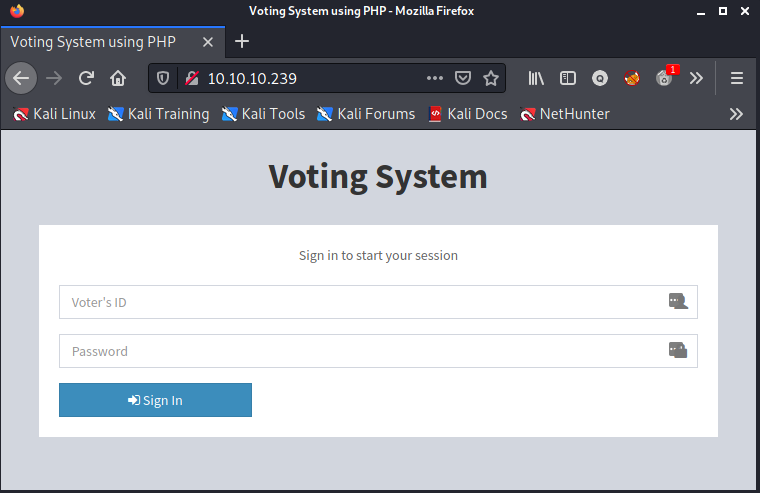 Voting System using PHP - Mozilla Firefox
Voting System using PHP
10.10.10.239
1
Kali Linux Kali Training Kali Tools Kali Forums Kali Docs NetHunter
Voting System
Sign in to start your session
Voter's ID
Password
Sign In